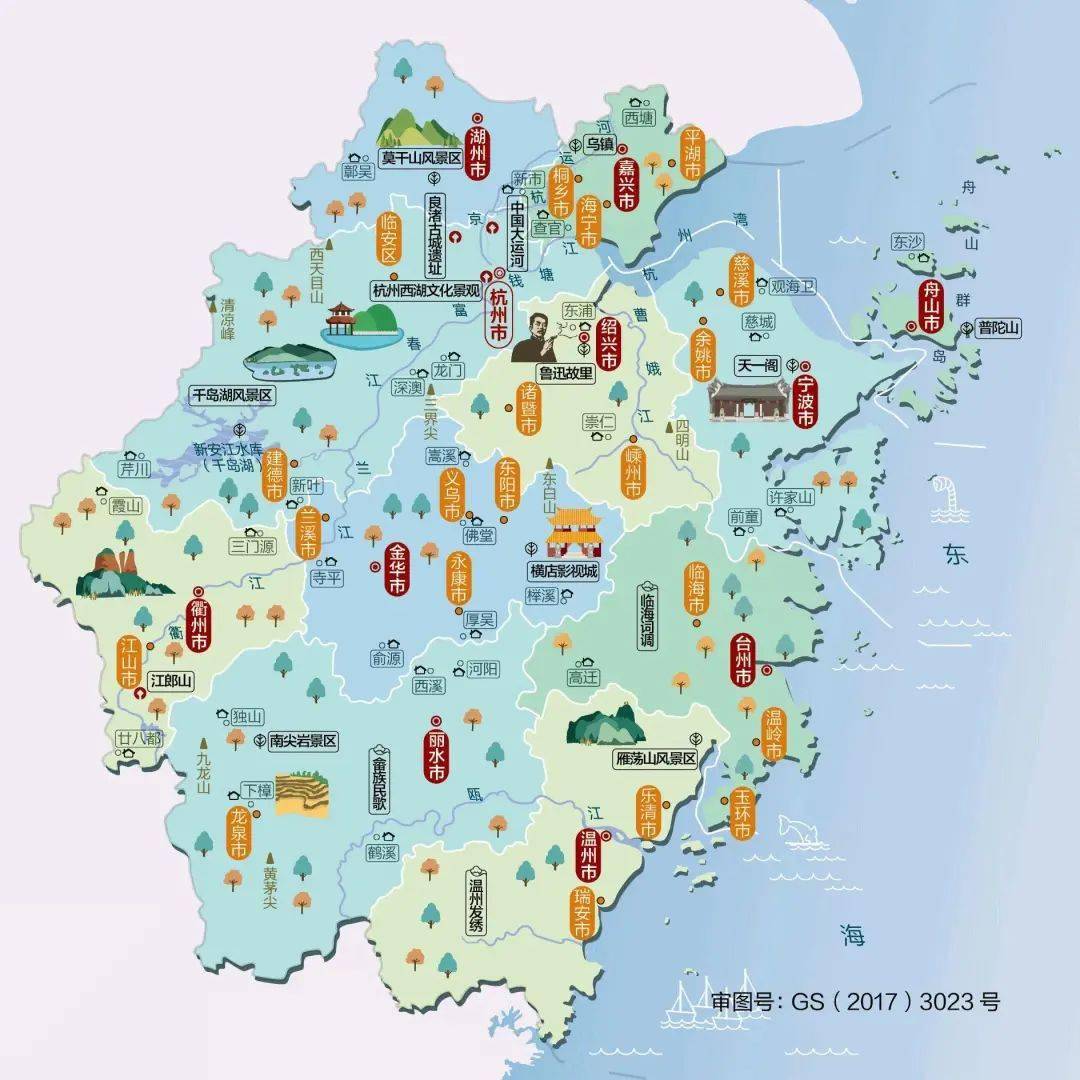 西塘
河
乌镇
平湖市
湖州市
莫干山风景区
鄣吴
运
嘉兴市
新市
桐乡市
杭
海宁市
良渚古城遗址
中国大运河
京
查官
临安区
江
州
湾
舟
山
群
岛
东沙
西天目山
塘
钱
杭
慈溪市
观海卫
杭州西湖文化景观
杭州市
清凉峰
富
春
江
东浦
绍兴市
曹
娥
江
慈城
余姚市
舟山市
普陀山
鲁迅故里
天一阁
宁波市
龙门
深澳
三界尖
千岛湖风景区
诸暨市
崇仁
四明山
新安江水库
（千岛湖）
建德市
兰
江
嵩溪
义乌市
东阳市
东白山
嵊州市
芹川
新叶
霞山
兰溪市
许家山
前童
佛堂
三门源
寺平
金华市
永康市
横店影视城
榉溪
东
海
江
衢
衢州市
厚吴
临海词调
临海市
江山市
江郎山
俞源
西溪
河阳
高迁
台州市
廿八都
独山
南尖岩景区
丽水市
温岭市
雁荡山风景区
九龙山
下樟
畲族民歌
瓯
江
乐清市
玉环市
龙泉市
鹤溪
温州市
黄茅尖
温州发绣
瑞安市
审图号：GS（2017）3023号